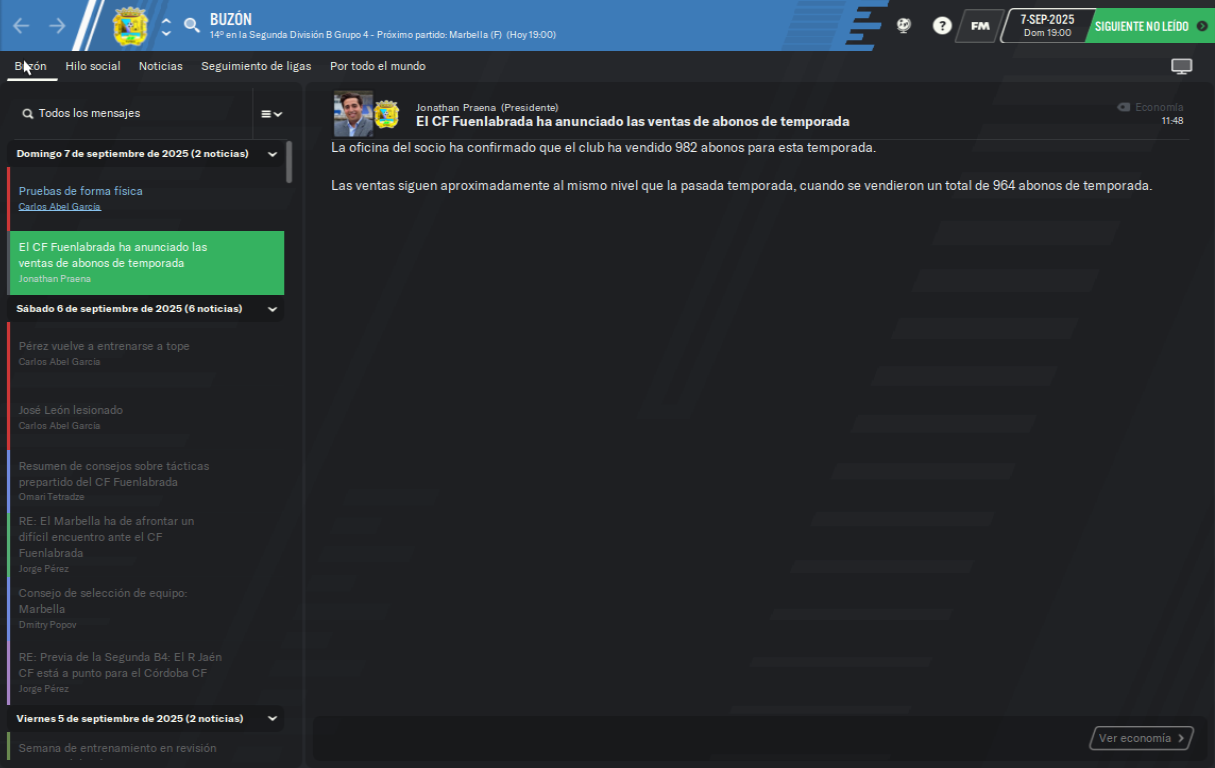 BUZÓN
14º en la Segunda División B Grupo 4 - Próximo partido: Marbella (F) (Hoy 19:00)
FM
7-SEP-2025
Dom 19:00
SIGUIENTE NO LEÍDO
Buzón
Hilo social
Noticias
Seguimiento de ligas
Por todo el mundo
Todos los mensajes
Domingo 7 de septiembre de 2025 (2 noticias)
Pruebas de forma física
Carlos Abel García
El CF Fuenlabrada ha anunciado las
ventas de abonos de temporada
Jonathan Praena
Sábado 6 de septiembre de 2025 (6 noticias)
Pérez vuelve a entrenarse a tope
Carlos Abel García
José León lesionado
Carlos Abel García
Resumen de consejos sobre tácticas
prepartido del CF Fuenlabrada
Omari Tetradze
RE: El Marbella ha de afrontar un
difícil encuentro ante el CF
Fuenlabrada
Jorge Pérez
Consejo de selección de equipo:
Marbella
Dmitry Popov
RE: Previa de la Segunda B4: El R Jaén
CF está a punto para el Córdoba CF
Jorge Pérez
Viernes 5 de septiembre de 2025 (2 noticias)
Semana de entrenamiento en revisión
Jonathan Praena (Presidente)
El CF Fuenlabrada ha anunciado las ventas de abonos de temporada
Economía
11:48
La oficina del socio ha confirmado que el club ha vendido 982 abonos para esta temporada.
Las ventas siguen aproximadamente al mismo nivel que la pasada temporada, cuando se vendieron un total de 964 abonos de temporada.
Ver economía